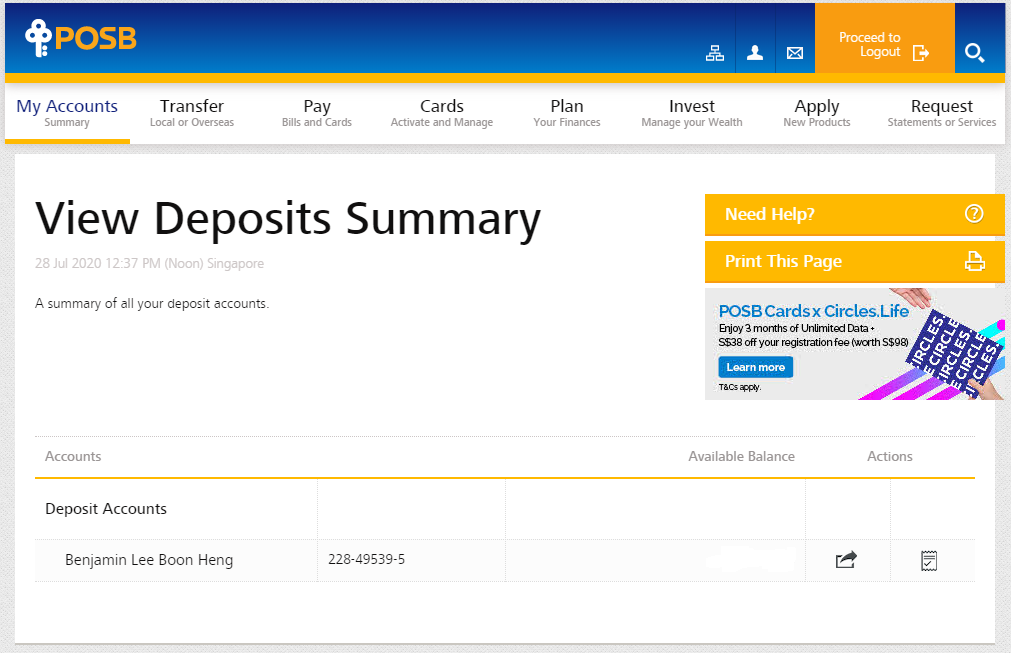 POSB
Proceed to
Logout
My Accounts
Summary
Transfer
Local or Overseas
Pay
Bills and Cards
Cards
Activate and Manage
Plan
Your Finances
Invest
Manage your Wealth
Apply
New Products
Request
Statements or Services
View Deposits Summary
28 Jul 2020 12:37 PM (Noon) Singapore
A summary of all your deposit accounts.
Need Help?
Print This Page
POSB Cards x Circles.Life
Enjoy 3 months of Unlimited Data +
S$38 off your registration fee (worth S$98)
Learn more
T&Cs apply.
Accounts Available Balance Actions
Deposit Accounts
Benjamin Lee Boon Heng 228-49539-5